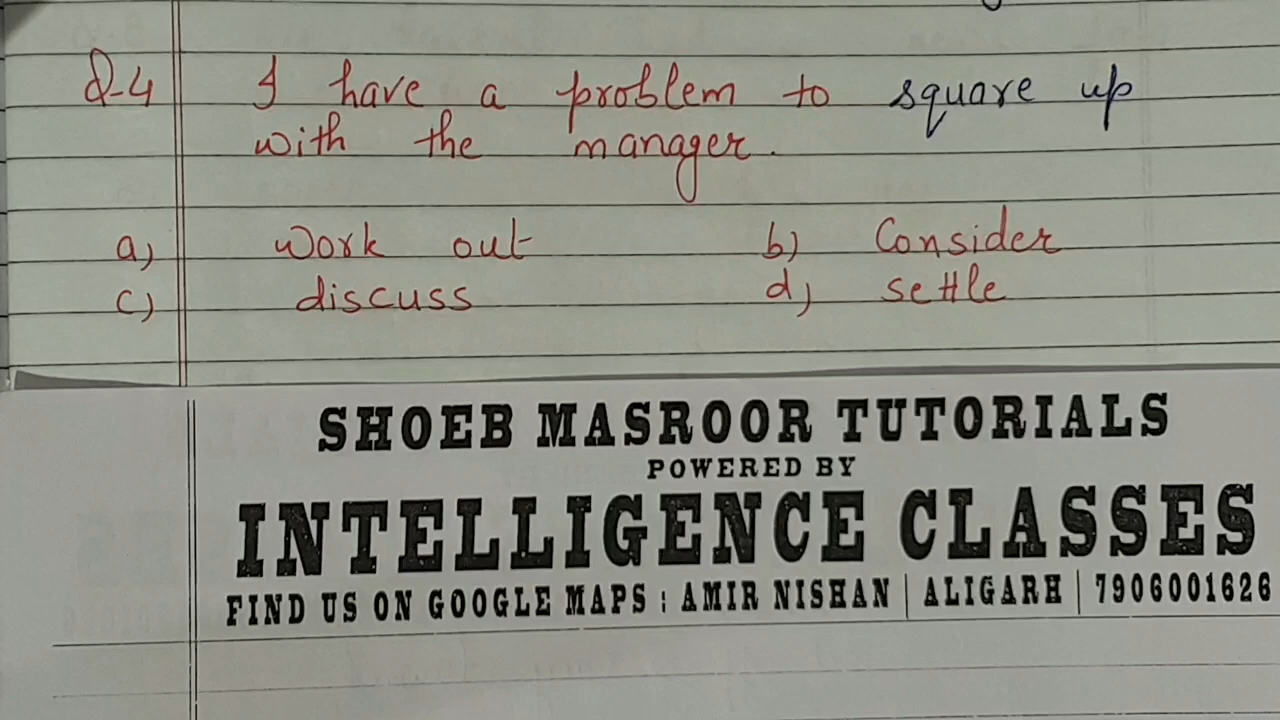 Q-4 I have a problem to square up
with the manager.
a) work out b) Consider
c) discuss d) settle
SHOEB MASROOR TUTORIALS
POWERED BY
INTELLIGENCE CLASSES
FIND US ON GOOGLE MAPS : AMIR NISHAN | ALIGARH | 7906001626